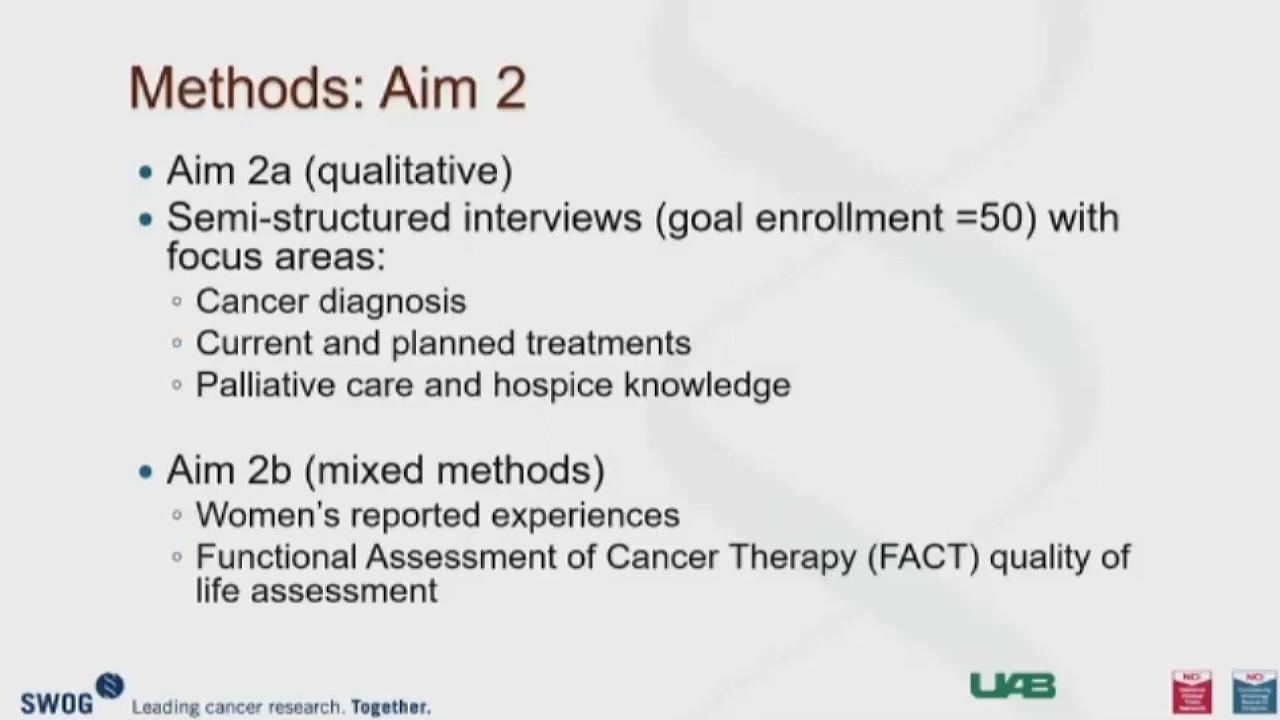 Methods: Aim 2
• Aim 2a (qualitative)
• Semi-structured interviews (goal enrollment =50) with
focus areas:
◦ Cancer diagnosis
◦ Current and planned treatments
◦ Palliative care and hospice knowledge
• Aim 2b (mixed methods)
◦ Women's reported experiences
◦ Functional Assessment of Cancer Therapy (FACT) quality of
life assessment
SWOG Leading cancer research. Together.
UAB
NCI
NCI